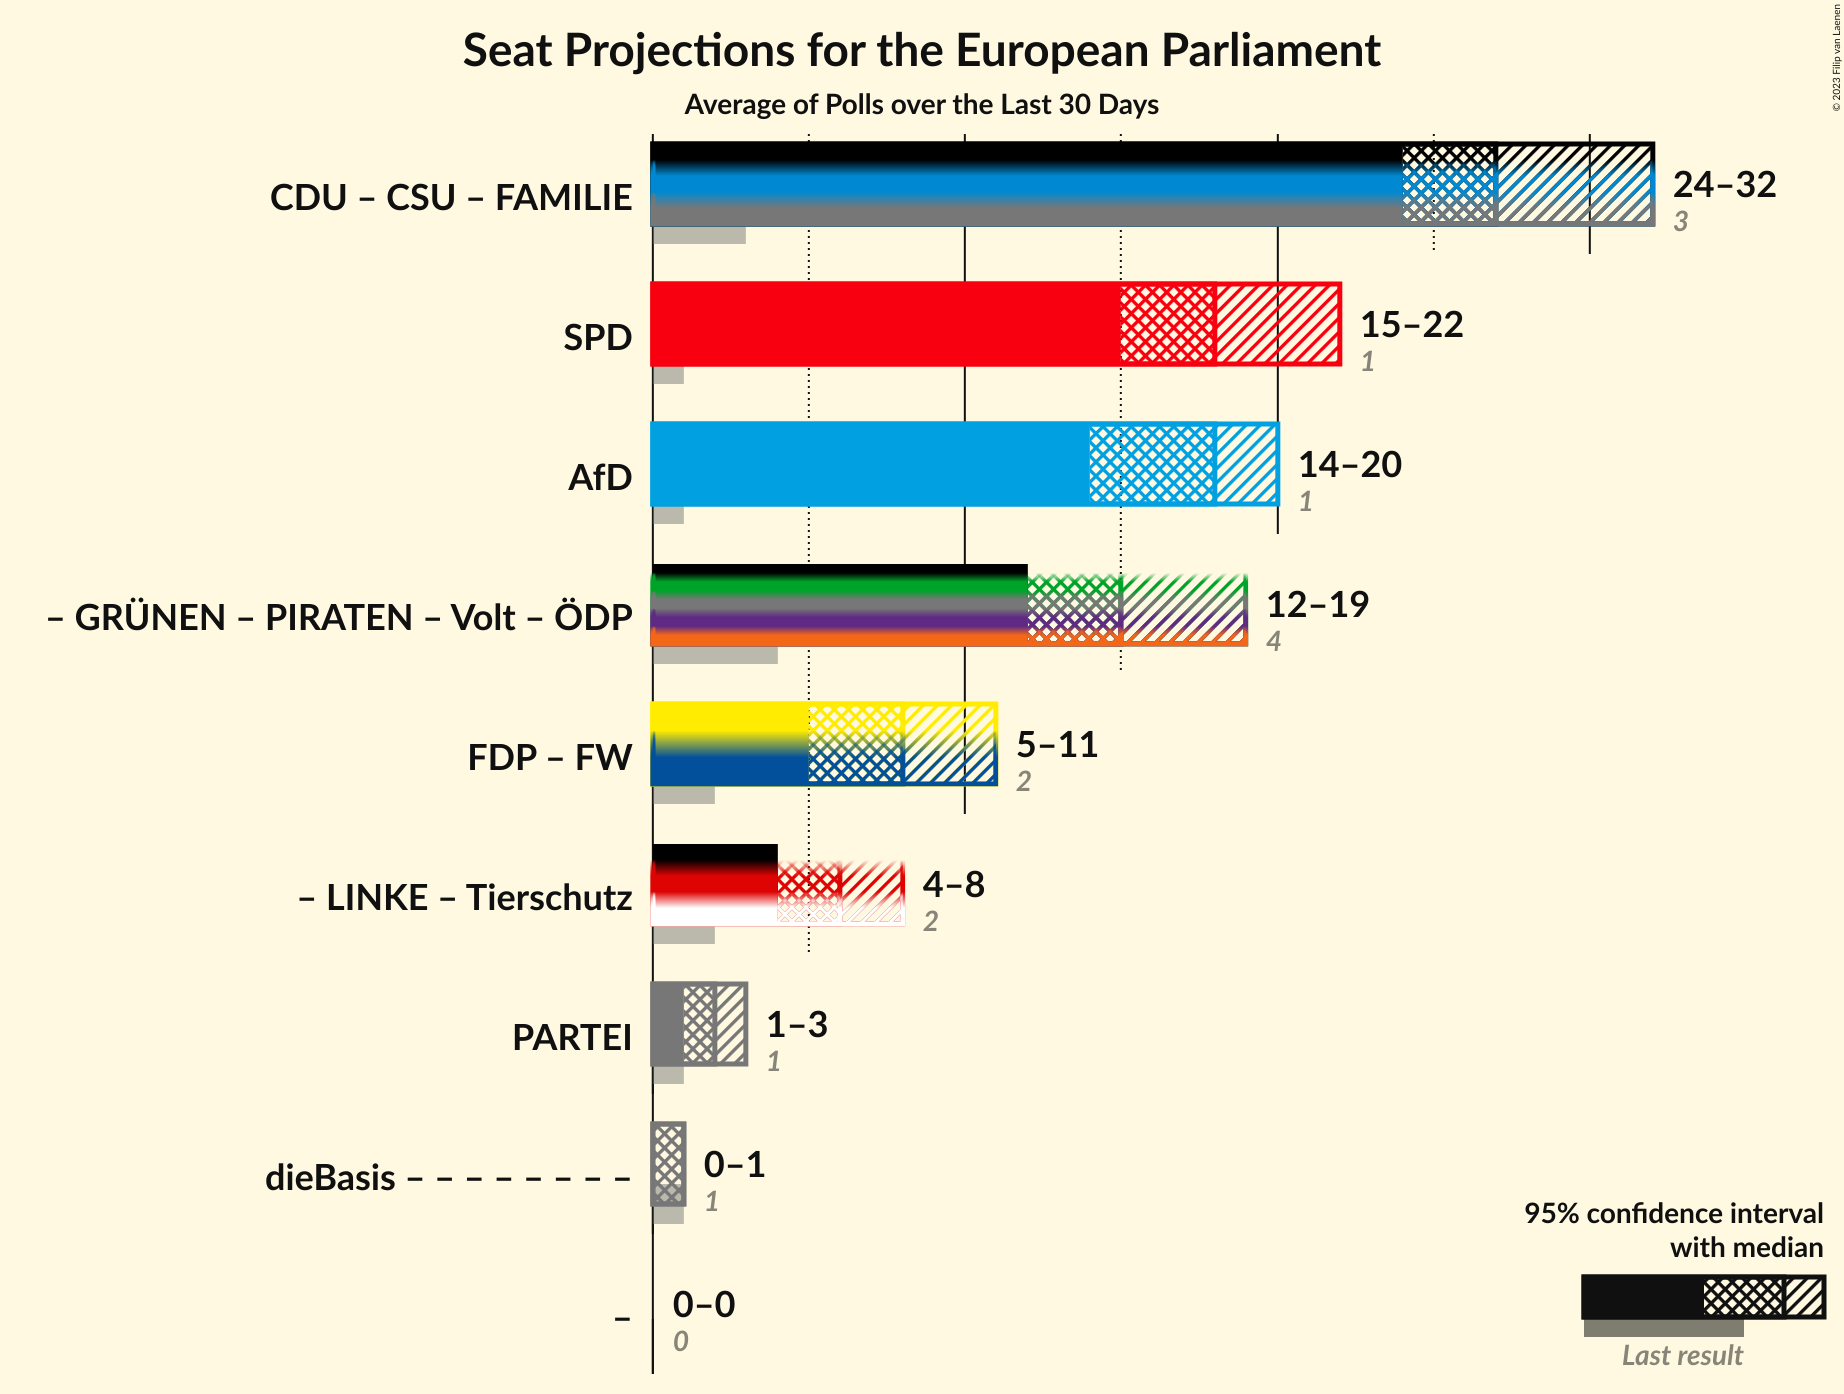 Seat Projections for the European Parliament
Average of Polls over the Last 30 Days
© 2023 Filip van Laenen
CDU – CSU – FAMILIE
24–32
3
SPD
15–22
1
AfD
14–20
1
– GRÜNEN – PIRATEN – Volt – ÖDP
12–19
4
FDP – FW
5–11
2
– LINKE – Tierschutz
4–8
2
PARTEI
1–3
1
dieBasis – – – – – – – –
0–1
1
–
0–0
0
95% confidence interval
with median
Last result